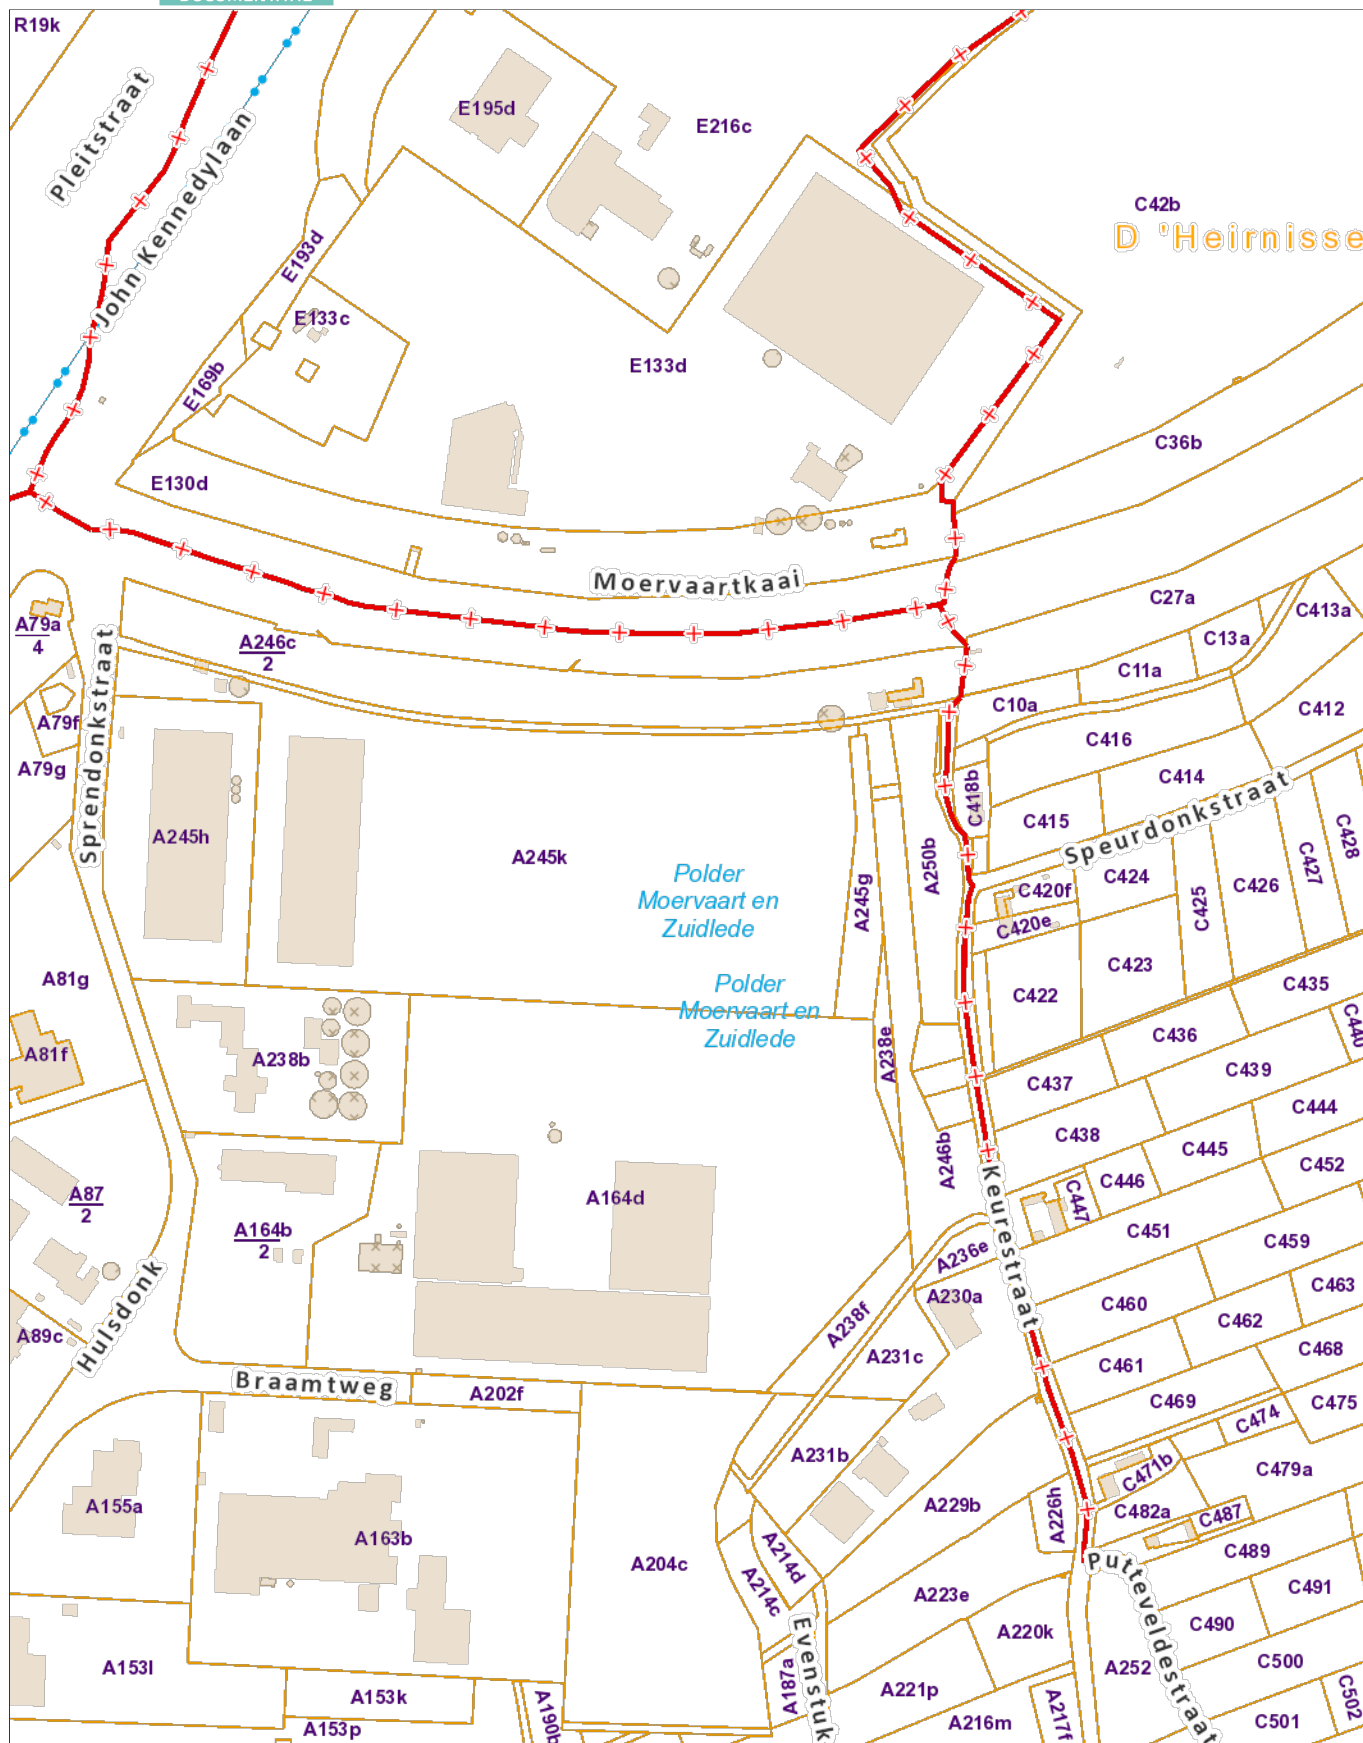 R19k
Pleitstraat
John Kennedylaan
E195d
E216c
C42b
D 'Heirnisse
E193d
E133c
E133d
E169b
E130d
C36b
Moervaartkaai
C27a
C413a
C13a
C11a
C10a
C412
A79a
4
A246c
2
Sprendonkstraat
A79f
A79g
C416
C414
C418b
C415
Speurdonkstraat
C428
C427
A245h
A245k
A245g
A250b
Polder
Moervaart en
Zuidlede
C420f
C424
C425
C426
C420e
C423
C422
C435
A81g
Polder
Moervaart en
Zuidlede
A81f
A238b
A238e
C436
C440
C437
C439
C438
C444
C445
C446
C447
C452
A246b
Keurestraat
A87
2
A164b
2
A164d
A236e
C451
C459
A230a
C460
C463
C462
Hulsdonk
A89c
A238f
A231c
C461
C468
Braamtweg
A202f
C469
C475
C474
A231b
C471b
C479a
A155a
A163b
A229b
A226h
C482a
C487
A204c
A214d
A214c
Putteveldestraat
C489
C491
A223e
C490
A220k
Evenstuk
A153l
A153k
A153p
A190b
A187a
A221p
A216m
A217f
A252
C500
C501
C502